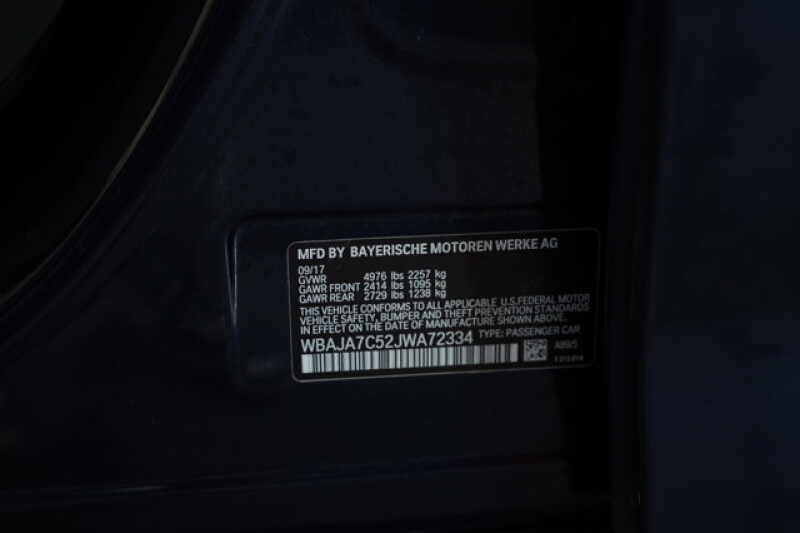 MFD BY BAYERISCHE MOTOREN WERKE AG
09/17
GVWR 4976 lbs 2257 kg
GAWR FRONT 2414 lbs 1095 kg
GAWR REAR 2729 lbs 1238 kg
THIS VEHICLE CONFORMS TO ALL APPLICABLE U.S.FEDERAL MOTOR
VEHICLE SAFETY, BUMPER AND THEFT PREVENTION STANDARDS
IN EFFECT ON THE DATE OF MANUFACTURE SHOWN ABOVE.
WBAJA7C52JWA72334 TYPE: PASSENGER CAR
A89/5